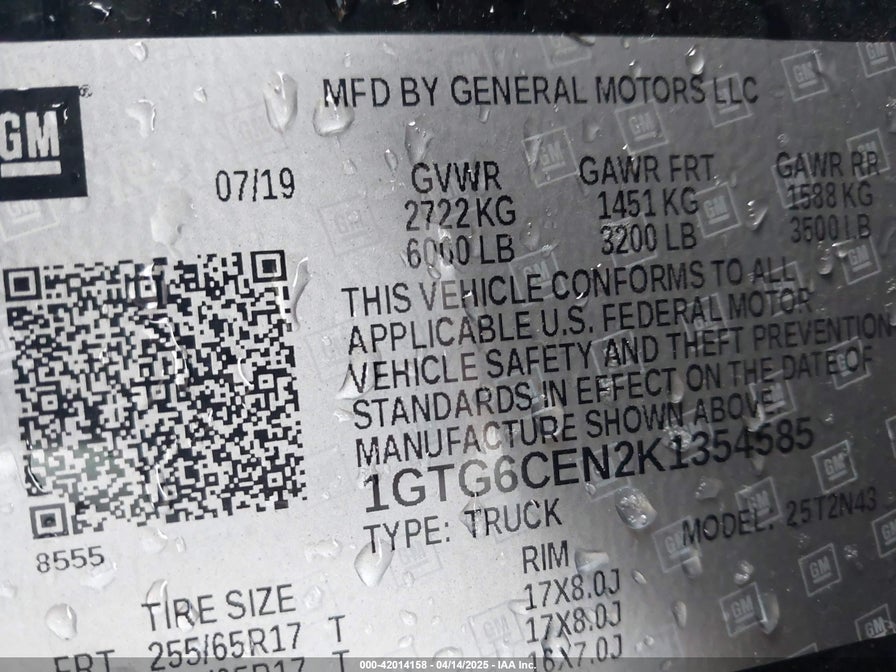 GM
MFD BY GENERAL MOTORS LLC
07/19
GVWR GAWR FRT GAWR RR
2722 KG 1451 KG 1588 KG
6000 LB 3200 LB 3500 LB
THIS VEHICLE CONFORMS TO ALL
APPLICABLE U.S. FEDERAL MOTOR
VEHICLE SAFETY AND THEFT PREVENTION
STANDARDS IN EFFECT ON THE DATE OF
MANUFACTURE SHOWN ABOVE.
1GTG6CEN2K1354585
TYPE: TRUCK MODEL: 25T2N43
8555
TIRE SIZE RIM
FRT 255/65R17 T 17X8.0J
17X8.0J
16X7.0J
000-42014158 - 04/14/2025 - IAA Inc.